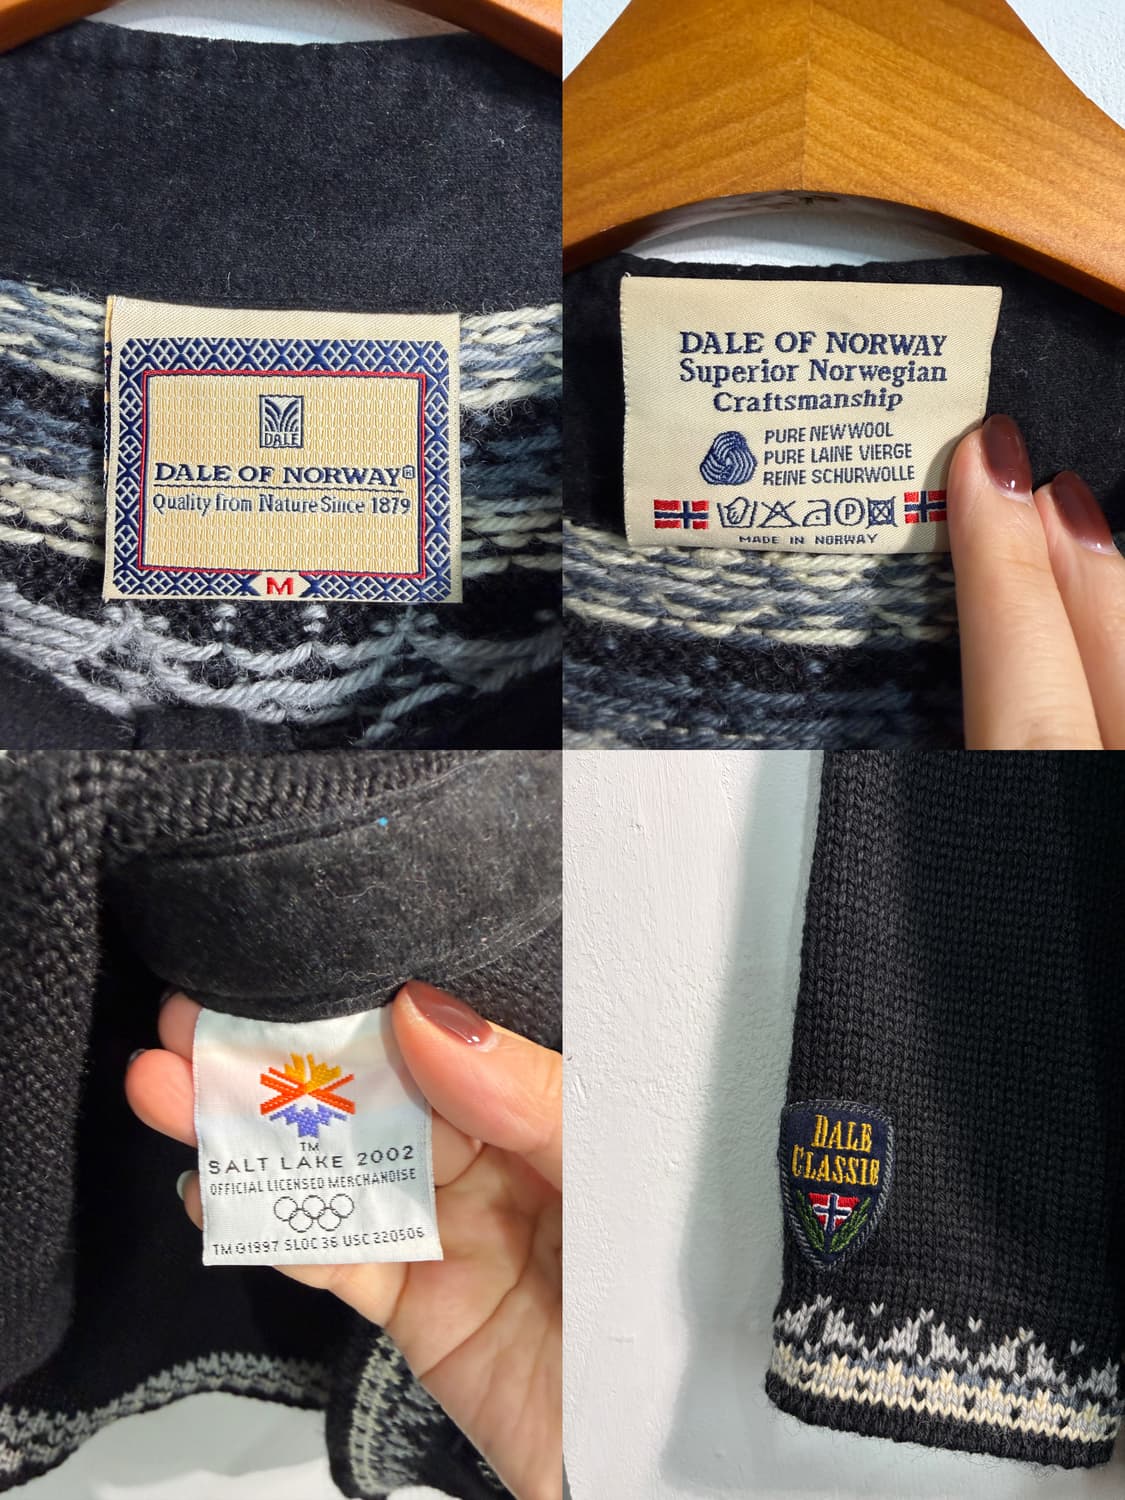 DALE
DALE OF NORWAY®
Quality from Nature Since 1879
M
DALE OF NORWAY
Superior Norwegian
Craftsmanship
PURE NEW WOOL
PURE LAINE VIERGE
REINE SCHURWOLLE
P
MADE IN NORWAY
TM
SALT LAKE 2002
OFFICIAL LICENSED MERCHANDISE
TM©1997 SLOC 36 USC 220506
DALE
CLASSIC